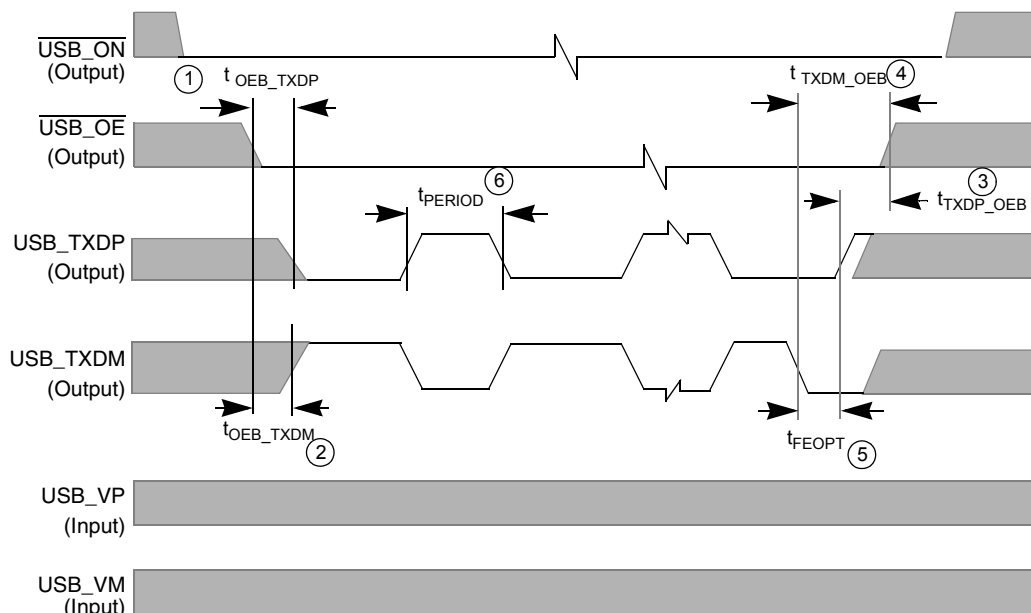 USB_ON
(Output)
1
t OEB_TXDP
t TXDM_OEB
4
USB_OE
(Output)
tPERIOD
6
3
tTXDP_OEB
USB_TXDP
(Output)
USB_TXDM
(Output)
tOEB_TXDM
2
tFEOPT
5
USB_VP
(Input)
USB_VM
(Input)